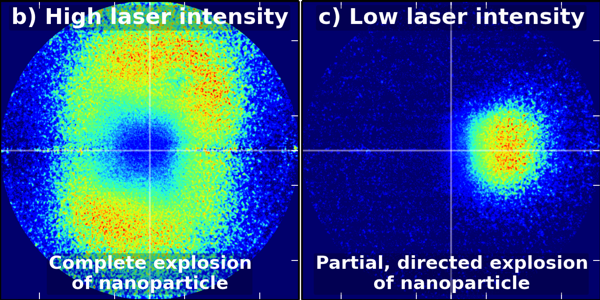 b) High laser intensity
Complete explosion
of nanoparticle
c) Low laser intensity
Partial, directed explosion
of nanoparticle